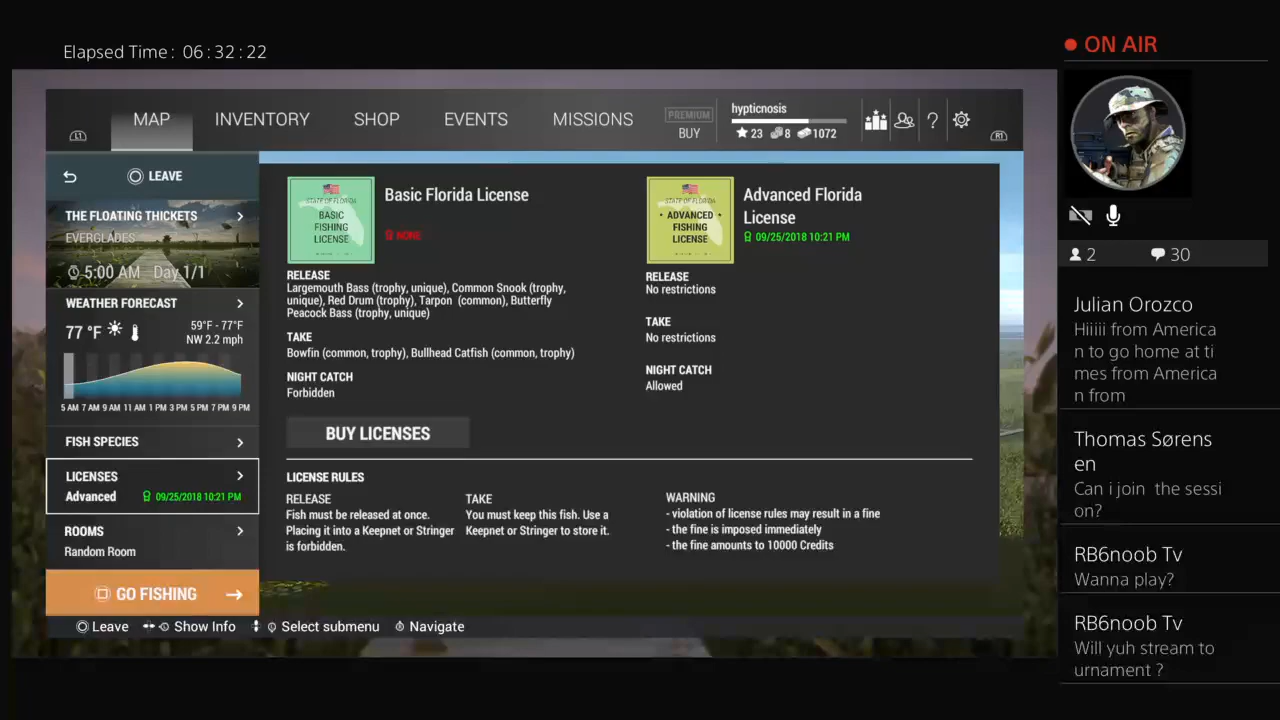 Elapsed Time: 06:32:22
ON AIR
L1
MAP
INVENTORY
SHOP
EVENTS
MISSIONS
PREMIUM
BUY
hypticnosis
23 8 1072
?
R1
LEAVE
THE FLOATING THICKETS
EVERGLADES
5:00 AM Day 1/1
WEATHER FORECAST
77 °F
59°F - 77°F
NW 2.2 mph
5 AM 7 AM 9 AM 11 AM 1 PM 3 PM 5 PM 7 PM 9 PM
FISH SPECIES
LICENSES
Advanced 09/25/2018 10:21 PM
ROOMS
Random Room
GO FISHING
STATE OF FLORIDA
BASIC
FISHING
LICENSE
Basic Florida License
NONE
RELEASE
Largemouth Bass (trophy, unique), Common Snook (trophy,
unique), Red Drum (trophy), Tarpon (common), Butterfly
Peacock Bass (trophy, unique)
TAKE
Bowfin (common, trophy), Bullhead Catfish (common, trophy)
NIGHT CATCH
Forbidden
STATE OF FLORIDA
ADVANCED
FISHING
LICENSE
Advanced Florida
License
09/25/2018 10:21 PM
RELEASE
No restrictions
TAKE
No restrictions
NIGHT CATCH
Allowed
BUY LICENSES
LICENSE RULES
RELEASE
Fish must be released at once.
Placing it into a Keepnet or Stringer
is forbidden.
TAKE
You must keep this fish. Use a
Keepnet or Stringer to store it.
WARNING
- violation of license rules may result in a fine
- the fine is imposed immediately
- the fine amounts to 10000 Credits
Leave Show Info Select submenu Navigate
2 30
Julian Orozco
Hiiiii from America
n to go home at ti
mes from America
n from
Thomas Sørens
en
Can i join the sessi
on?
RB6noob Tv
Wanna play?
RB6noob Tv
Will yuh stream to
urnament ?